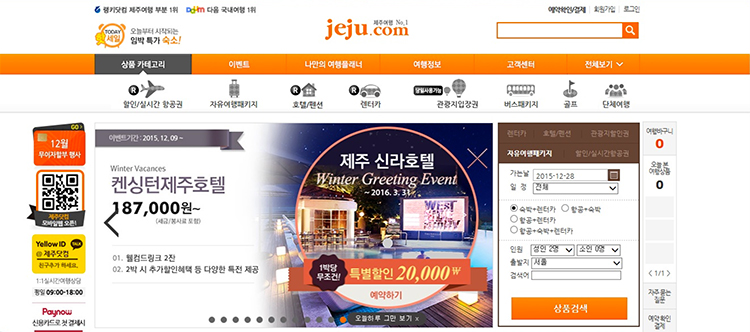 랭키닷컴 제주여행 부분 1위 Daum 다음 국내여행 1위
예약확인/결제 회원가입 로그인
TODAY 세일
오늘부터 시작되는
임박 특가 숙소!
제주여행 No.1
jeju.com
상품 카테고리 이벤트 나만의 여행플래너 여행정보 고객센터 전체보기
할인/실시간 항공권 자유여행패키지 호텔/펜션 렌터카 당일사용가능 관광지입장권 버스패키지 골프 단체여행
GO
12월
무이자할부 행사
제주닷컴
모바일웹 오픈!
Yellow ID
@제주닷컴
친구추가 하세요.
1:1실시간여행상담
평일 09:00-18:00
Paynow
신용카드로 첫 결제시
이벤트기간 : 2015, 12, 09 ~
Winter Vacances
켄싱턴제주호텔
187,000원~
(세금/봉사료 포함)
01. 웰컴드링크 2잔
02. 2박 시 추가할인혜택 등 다양한 특전 제공
제주 신라호텔
Winter Greeting Event
~ 2016. 3. 31 ~
1박당
무조건!
특별할인 20,000₩
예약하기
오늘하루 그만 보기 x
렌터카 호텔/펜션 관광지할인권
자유여행패키지 할인/실시간항공권
가는날 2015-12-28
일 정 전체
숙박+렌터카 항공+숙박
항공+렌터카
항공+숙박+렌터카
인원 성인 2명 소인 0명
출발지 서울
검색어
상품검색
여행바구니
0
오늘 본
여행상품
0
< 1/1 >
자주 묻는
질문
예약확인
결제